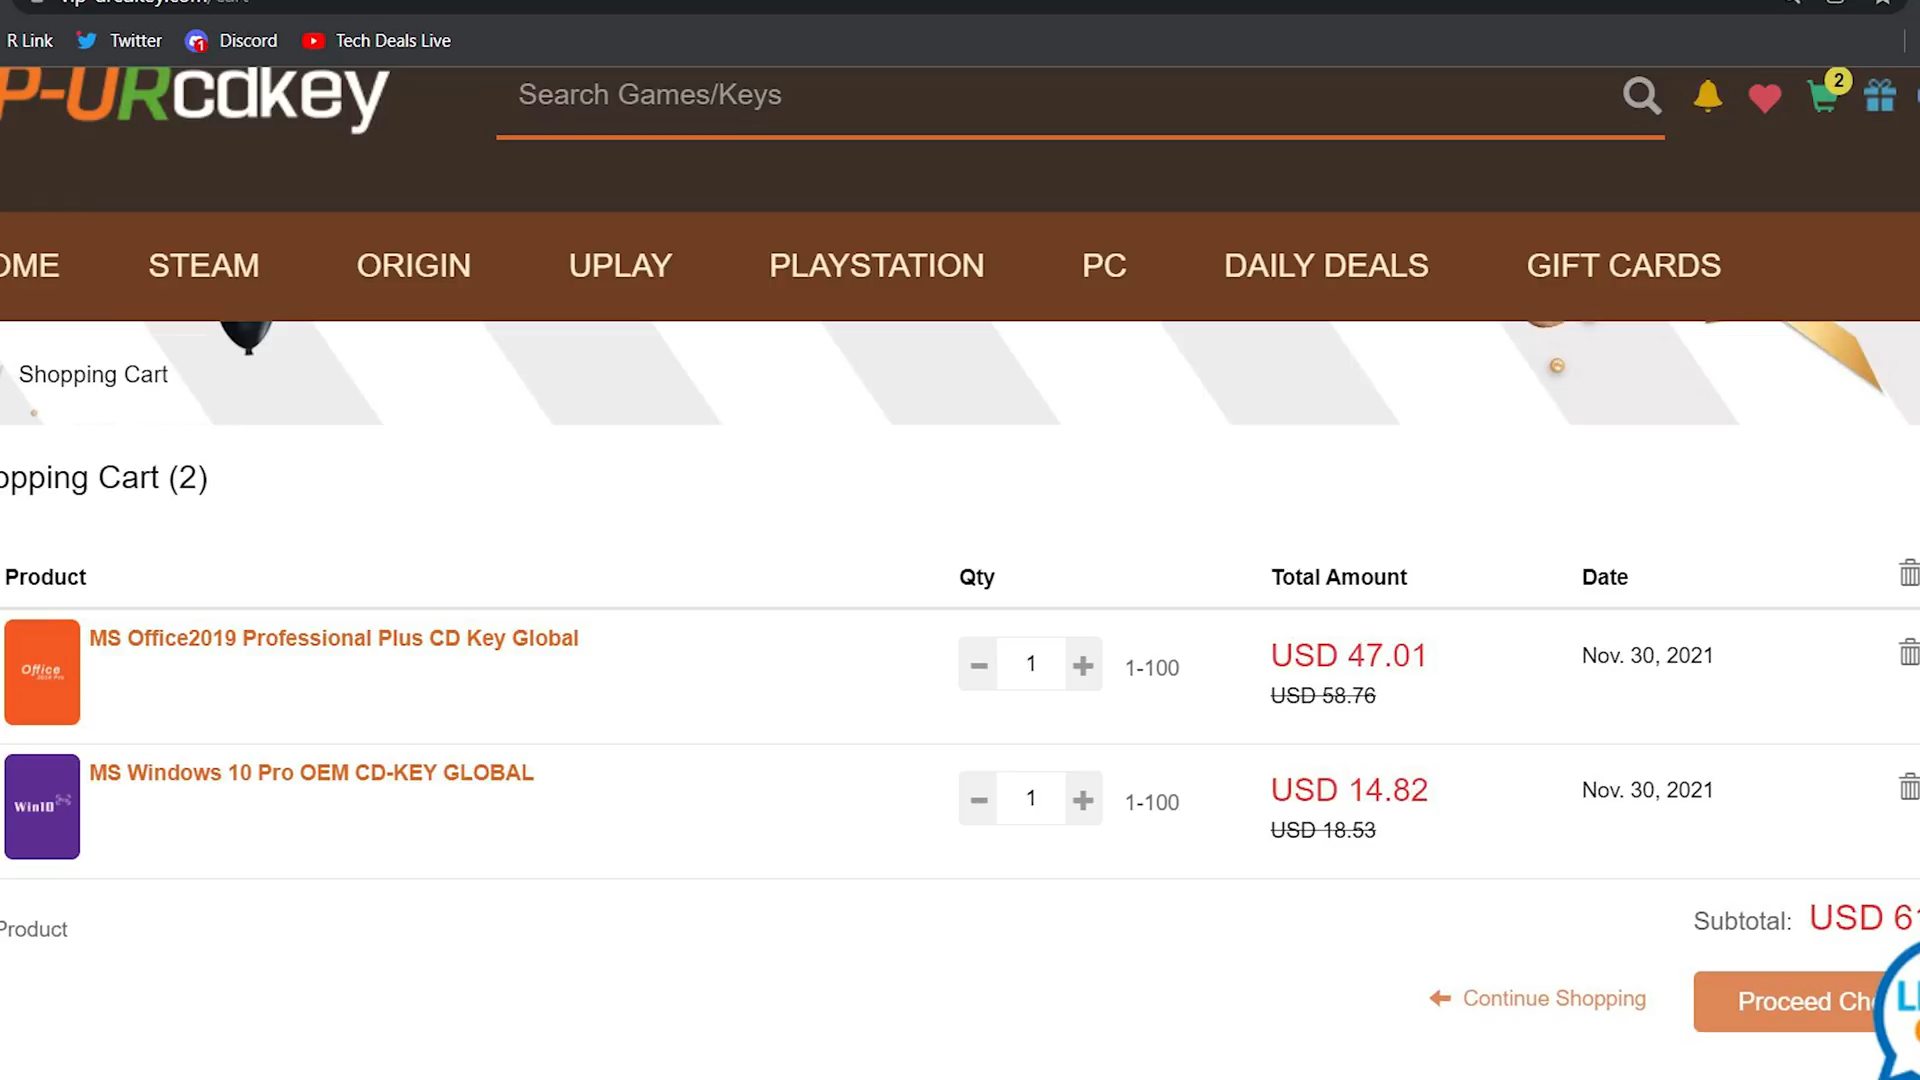 R Link Twitter Discord Tech Deals Live
P-URcdkey Search Games/Keys 2
OME STEAM ORIGIN UPLAY PLAYSTATION PC DAILY DEALS GIFT CARDS
Shopping Cart
opping Cart (2)
Product Qty Total Amount Date
Office
MS Office2019 Professional Plus CD Key Global 1 1-100 USD 47.01 Nov. 30, 2021
USD 58.76
Win10
MS Windows 10 Pro OEM CD-KEY GLOBAL 1 1-100 USD 14.82 Nov. 30, 2021
USD 18.53
Product Subtotal: USD 61
Continue Shopping Proceed Che